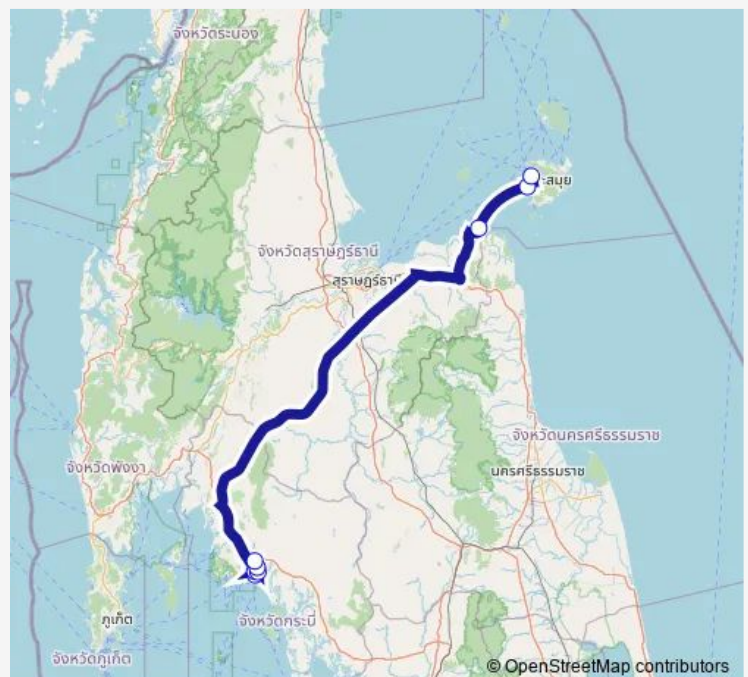 จังหวัดระนอง
สมุย
จังหวัดสุราษฎร์ธานี
สุราษฎร์ธานี
จังหวัดนครศรีธรรมราช
จังหวัดพังงา
นครศรีธรรมราช
ภูเก็ต
จังหวัดกระบี่
จังหวัดภูเก็ต
© OpenStreetMap contributors